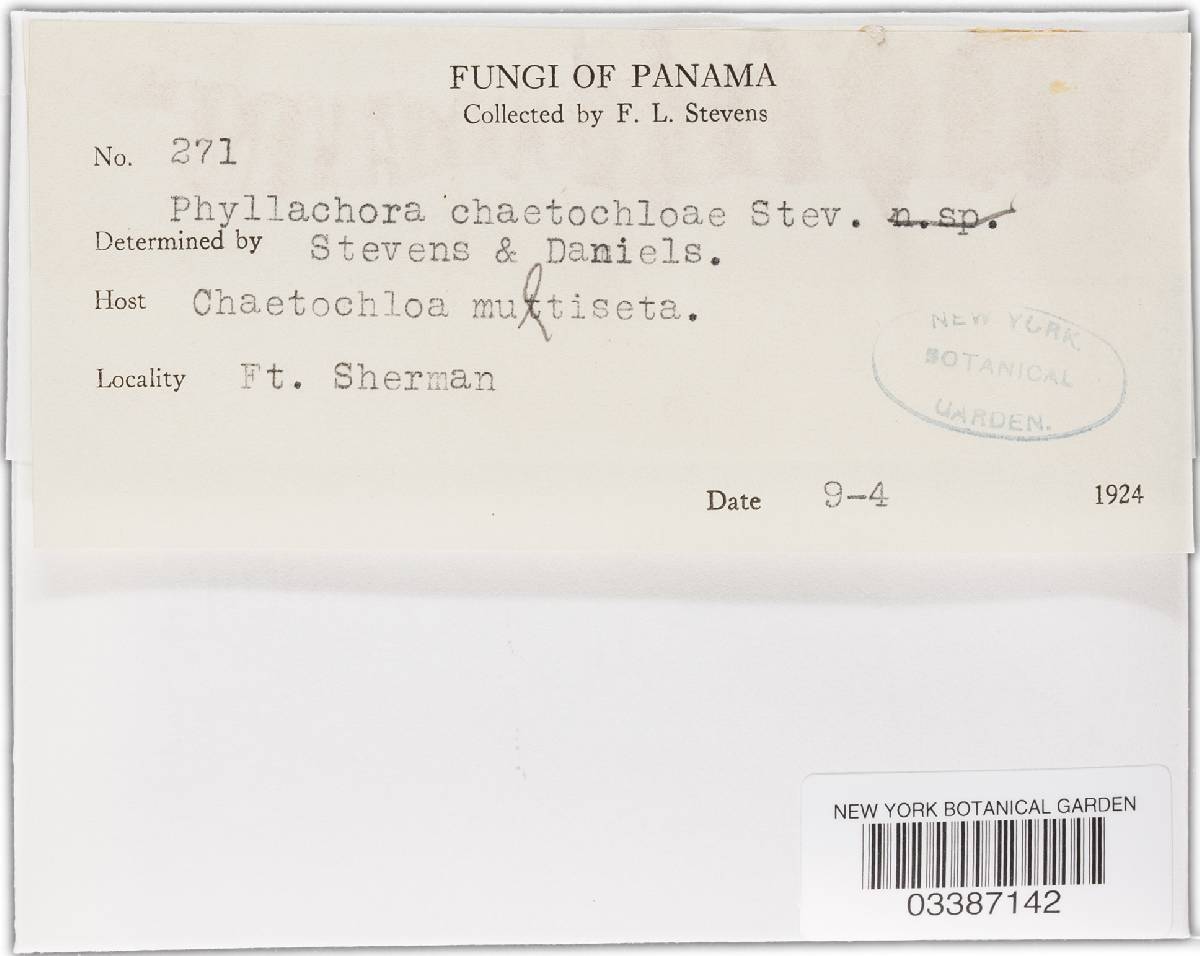 FUNGI OF PANAMA
Collected by F. L. Stevens
No. 271
Phyllachora chaetochloae Stev. n.sp.
Determined by Stevens & Daniels.
Host Chaetochloa multiseta.
Locality Ft. Sherman
NEW YORK
BOTANICAL
GARDEN.
Date 9-4 1924
NEW YORK BOTANICAL GARDEN
03387142